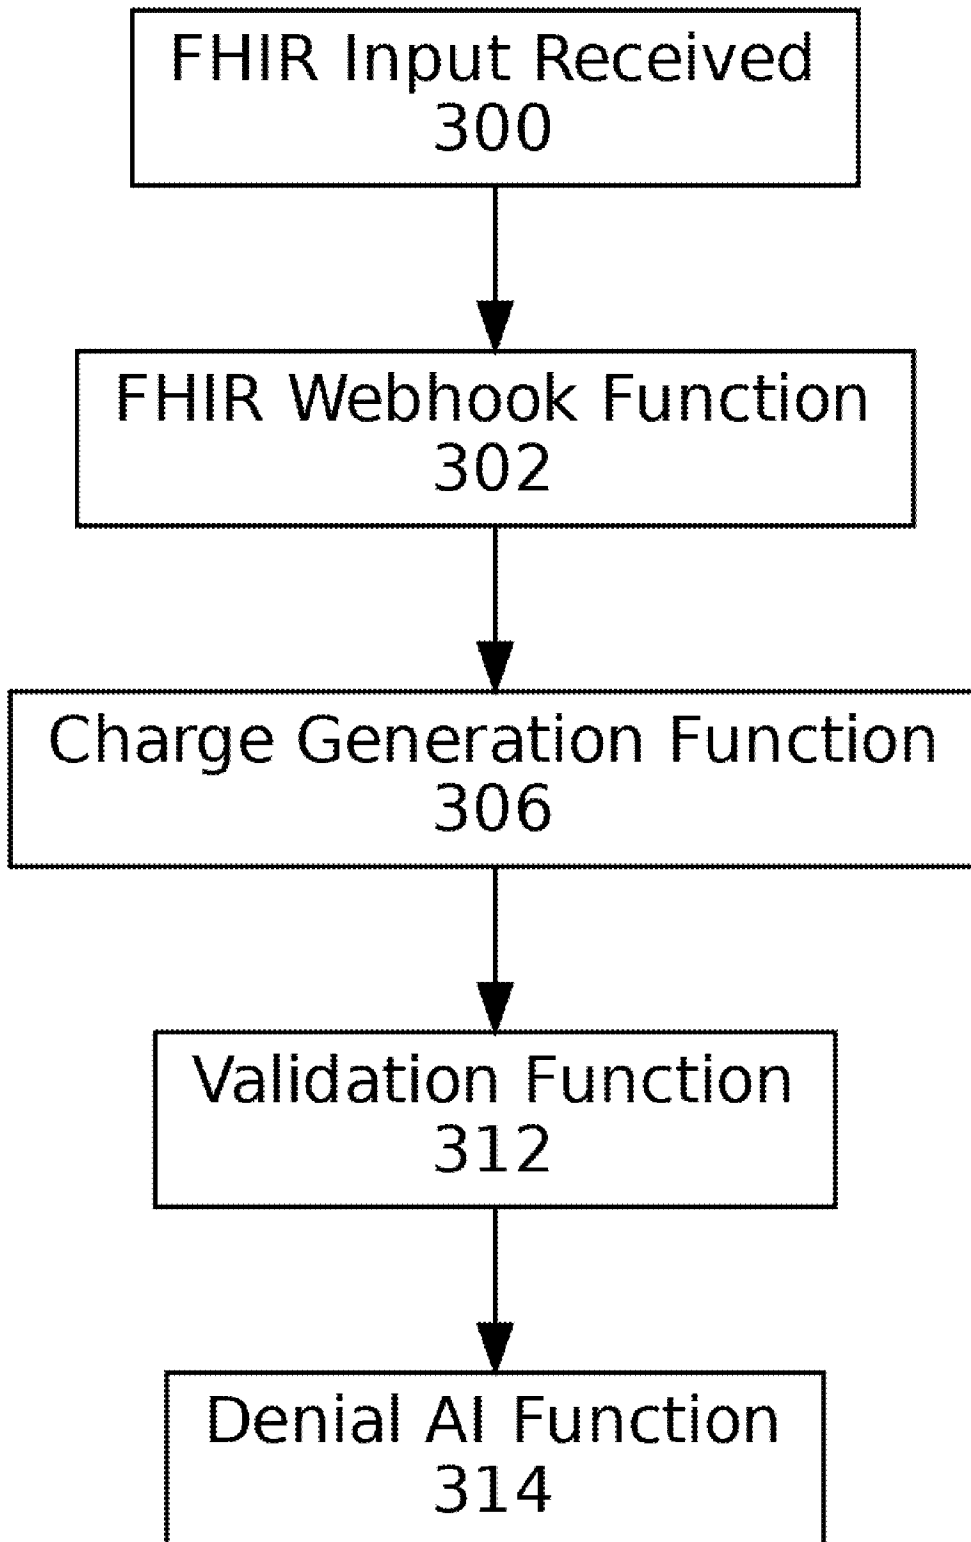 FHIR Input Received
300
FHIR Webhook Function
302
Charge Generation Function
306
Validation Function
312
Denial AI Function
314